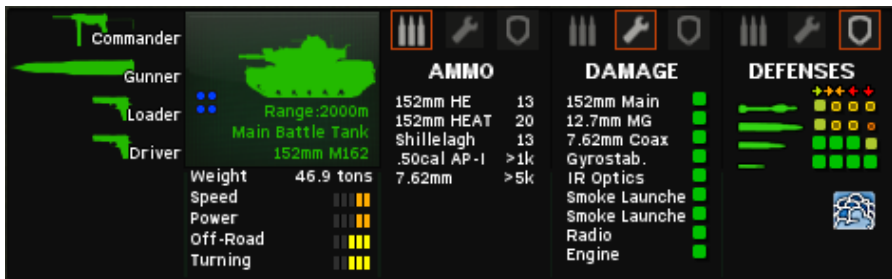 Commander
Gunner
Loader
Driver
Range:2000m
Main Battle Tank
152mm M162
Weight 46.9 tons
Speed
Power
Off-Road
Turning
AMMO
152mm HE 13
152mm HEAT 20
Shillelagh 13
.50cal AP-I >1k
7.62mm >5k
DAMAGE
152mm Main
12.7mm MG
7.62mm Coax
Gyrostab.
IR Optics
Smoke Launche
Smoke Launche
Radio
Engine
DEFENSES